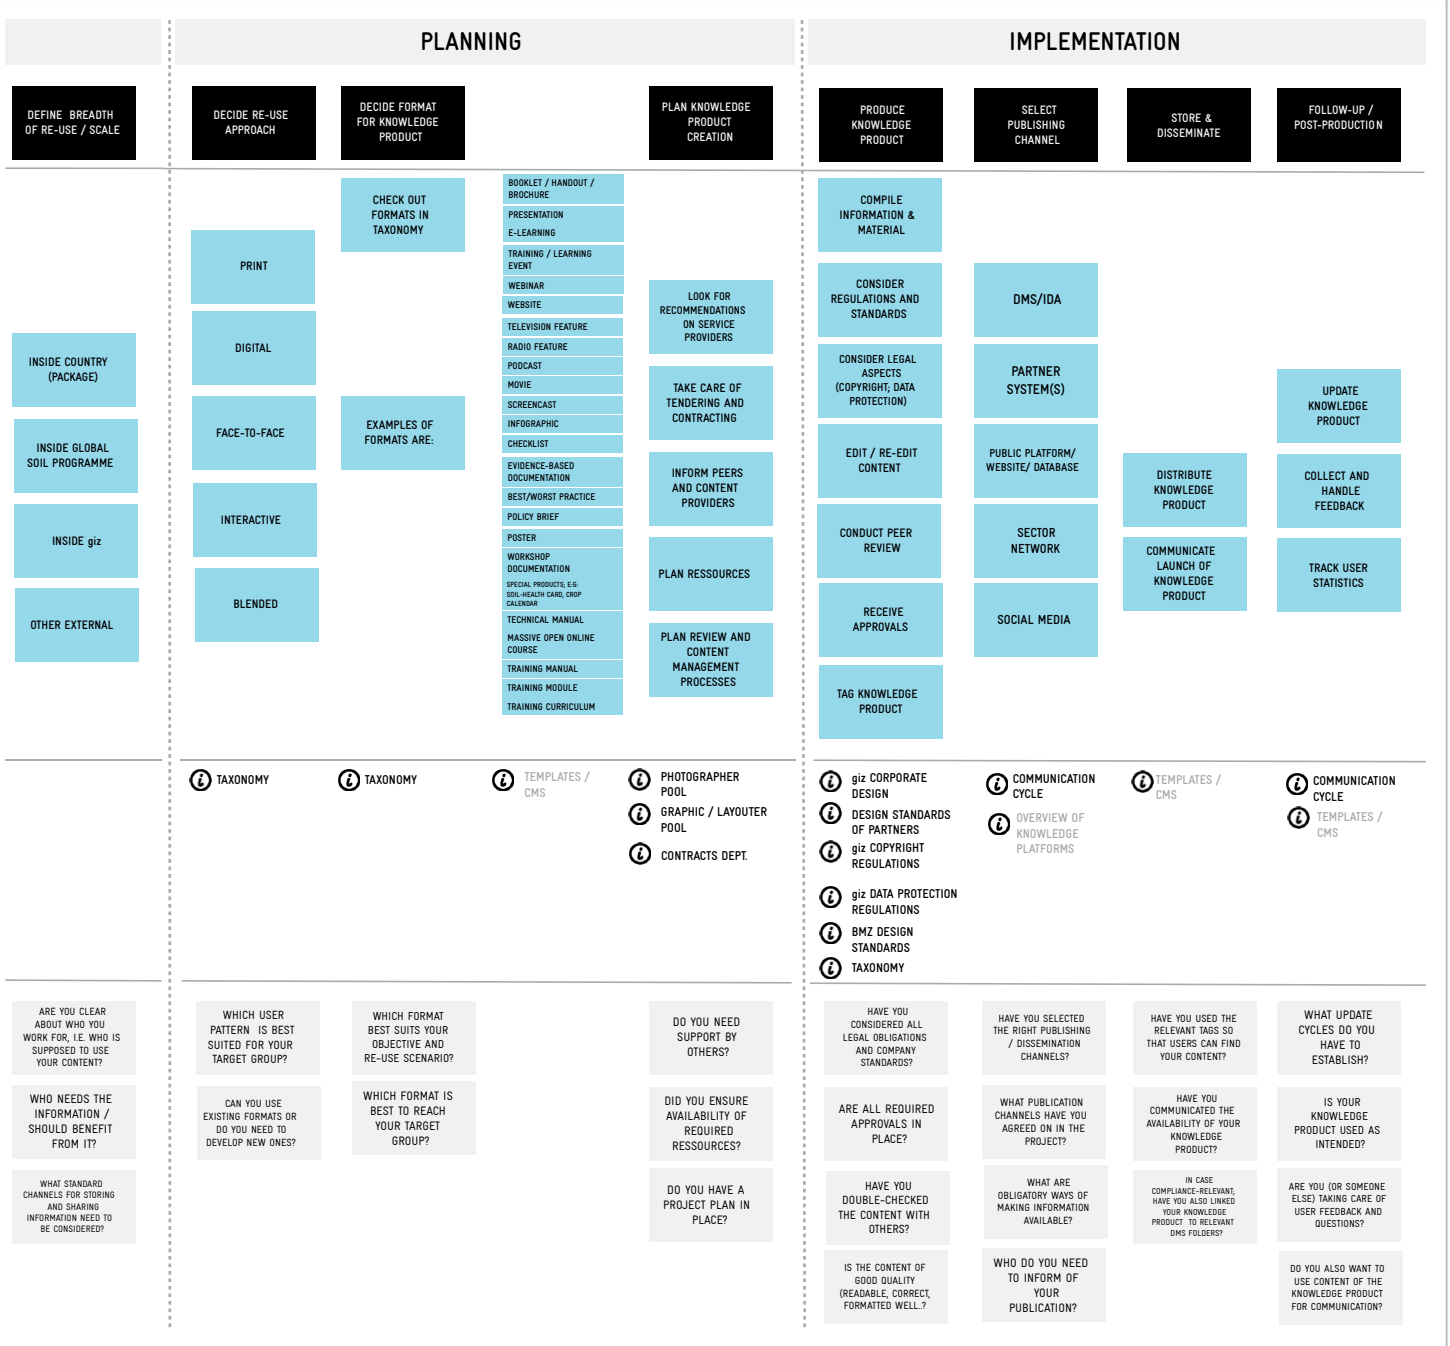 PLANNING
IMPLEMENTATION
DEFINE BREADTH
OF RE-USE / SCALE
DECIDE RE-USE
APPROACH
DECIDE FORMAT
FOR KNOWLEDGE
PRODUCT
PLAN KNOWLEDGE
PRODUCT
CREATION
PRODUCE
KNOWLEDGE
PRODUCT
SELECT
PUBLISHING
CHANNEL
STORE &
DISSEMINATE
FOLLOW-UP /
POST-PRODUCTION
INSIDE COUNTRY
(PACKAGE)
INSIDE GLOBAL
SOIL PROGRAMME
INSIDE giz
OTHER EXTERNAL
PRINT
DIGITAL
FACE-TO-FACE
INTERACTIVE
BLENDED
CHECK OUT
FORMATS IN
TAXONOMY
EXAMPLES OF
FORMATS ARE:
BOOKLET / HANDOUT /
BROCHURE
PRESENTATION
E-LEARNING
TRAINING / LEARNING
EVENT
WEBINAR
WEBSITE
TELEVISION FEATURE
RADIO FEATURE
PODCAST
MOVIE
SCREENCAST
INFOGRAPHIC
CHECKLIST
EVIDENCE-BASED
DOCUMENTATION
BEST/WORST PRACTICE
POLICY BRIEF
POSTER
WORKSHOP
DOCUMENTATION
SPECIAL PRODUCTS; E.G:
SOIL-HEALTH CARD, CROP
CALENDAR
TECHNICAL MANUAL
MASSIVE OPEN ONLINE
COURSE
TRAINING MANUAL
TRAINING MODULE
TRAINING CURRICULUM
LOOK FOR
RECOMMENDATIONS
ON SERVICE
PROVIDERS
TAKE CARE OF
TENDERING AND
CONTRACTING
INFORM PEERS
AND CONTENT
PROVIDERS
PLAN RESSOURCES
PLAN REVIEW AND
CONTENT
MANAGEMENT
PROCESSES
COMPILE
INFORMATION &
MATERIAL
CONSIDER
REGULATIONS AND
STANDARDS
CONSIDER LEGAL
ASPECTS
(COPYRIGHT; DATA
PROTECTION)
EDIT / RE-EDIT
CONTENT
CONDUCT PEER
REVIEW
RECEIVE
APPROVALS
TAG KNOWLEDGE
PRODUCT
DMS/IDA
PARTNER
SYSTEM(S)
PUBLIC PLATFORM/
WEBSITE/ DATABASE
SECTOR
NETWORK
SOCIAL MEDIA
DISTRIBUTE
KNOWLEDGE
PRODUCT
COMMUNICATE
LAUNCH OF
KNOWLEDGE
PRODUCT
UPDATE
KNOWLEDGE
PRODUCT
COLLECT AND
HANDLE
FEEDBACK
TRACK USER
STATISTICS
i TAXONOMY
i TAXONOMY
i TEMPLATES /
CMS
i PHOTOGRAPHER
POOL
i GRAPHIC / LAYOUTER
POOL
i CONTRACTS DEPT.
i giz CORPORATE
DESIGN
i DESIGN STANDARDS
OF PARTNERS
i giz COPYRIGHT
REGULATIONS
i giz DATA PROTECTION
REGULATIONS
i BMZ DESIGN
STANDARDS
i TAXONOMY
i COMMUNICATION
CYCLE
i OVERVIEW OF
KNOWLEDGE
PLATFORMS
i TEMPLATES /
CMS
i COMMUNICATION
CYCLE
i TEMPLATES /
CMS
ARE YOU CLEAR
ABOUT WHO YOU
WORK FOR, I.E. WHO IS
SUPPOSED TO USE
YOUR CONTENT?
WHO NEEDS THE
INFORMATION /
SHOULD BENEFIT
FROM IT?
WHAT STANDARD
CHANNELS FOR STORING
AND SHARING
INFORMATION NEED TO
BE CONSIDERED?
WHICH USER
PATTERN IS BEST
SUITED FOR YOUR
TARGET GROUP?
CAN YOU USE
EXISTING FORMATS OR
DO YOU NEED TO
DEVELOP NEW ONES?
WHICH FORMAT
BEST SUITS YOUR
OBJECTIVE AND
RE-USE SCENARIO?
WHICH FORMAT IS
BEST TO REACH
YOUR TARGET
GROUP?
DO YOU NEED
SUPPORT BY
OTHERS?
DID YOU ENSURE
AVAILABILITY OF
REQUIRED
RESSOURCES?
DO YOU HAVE A
PROJECT PLAN IN
PLACE?
HAVE YOU
CONSIDERED ALL
LEGAL OBLIGATIONS
AND COMPANY
STANDARDS?
ARE ALL REQUIRED
APPROVALS IN
PLACE?
HAVE YOU
DOUBLE-CHECKED
THE CONTENT WITH
OTHERS?
IS THE CONTENT OF
GOOD QUALITY
(READABLE, CORRECT,
FORMATTED WELL..?
HAVE YOU SELECTED
THE RIGHT PUBLISHING
/ DISSEMINATION
CHANNELS?
WHAT PUBLICATION
CHANNELS HAVE YOU
AGREED ON IN THE
PROJECT?
WHAT ARE
OBLIGATORY WAYS OF
MAKING INFORMATION
AVAILABLE?
WHO DO YOU NEED
TO INFORM OF
YOUR
PUBLICATION?
HAVE YOU USED THE
RELEVANT TAGS SO
THAT USERS CAN FIND
YOUR CONTENT?
HAVE YOU
COMMUNICATED THE
AVAILABILITY OF YOUR
KNOWLEDGE
PRODUCT?
IN CASE
COMPLIANCE-RELEVANT,
HAVE YOU ALSO LINKED
YOUR KNOWLEDGE
PRODUCT TO RELEVANT
DMS FOLDERS?
WHAT UPDATE
CYCLES DO YOU
HAVE TO
ESTABLISH?
IS YOUR
KNOWLEDGE
PRODUCT USED AS
INTENDED?
ARE YOU (OR SOMEONE
ELSE) TAKING CARE OF
USER FEEDBACK AND
QUESTIONS?
DO YOU ALSO WANT TO
USE CONTENT OF THE
KNOWLEDGE PRODUCT
FOR COMMUNICATION?